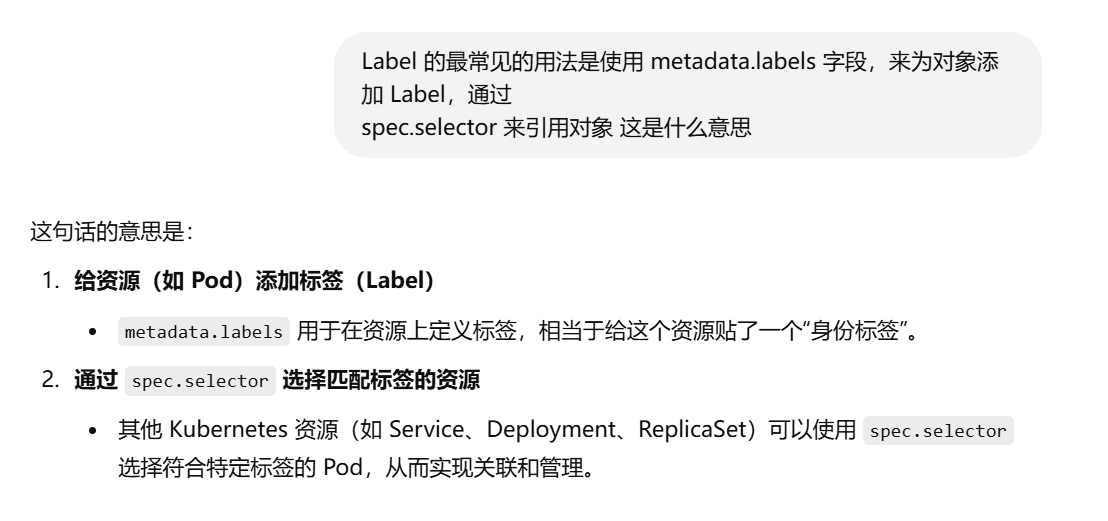 Label 的最常见的用法是使用 metadata.labels 字段，来为对象添
加 Label，通过
spec.selector 来引用对象 这是什么意思
这句话的意思是：
1. 给资源（如 Pod）添加标签（Label）
• metadata.labels 用于在资源上定义标签，相当于给这个资源贴了一个“身份标签”。
2. 通过 spec.selector 选择匹配标签的资源
• 其他 Kubernetes 资源（如 Service、Deployment、ReplicaSet）可以使用 spec.selector
选择符合特定标签的 Pod，从而实现关联和管理。